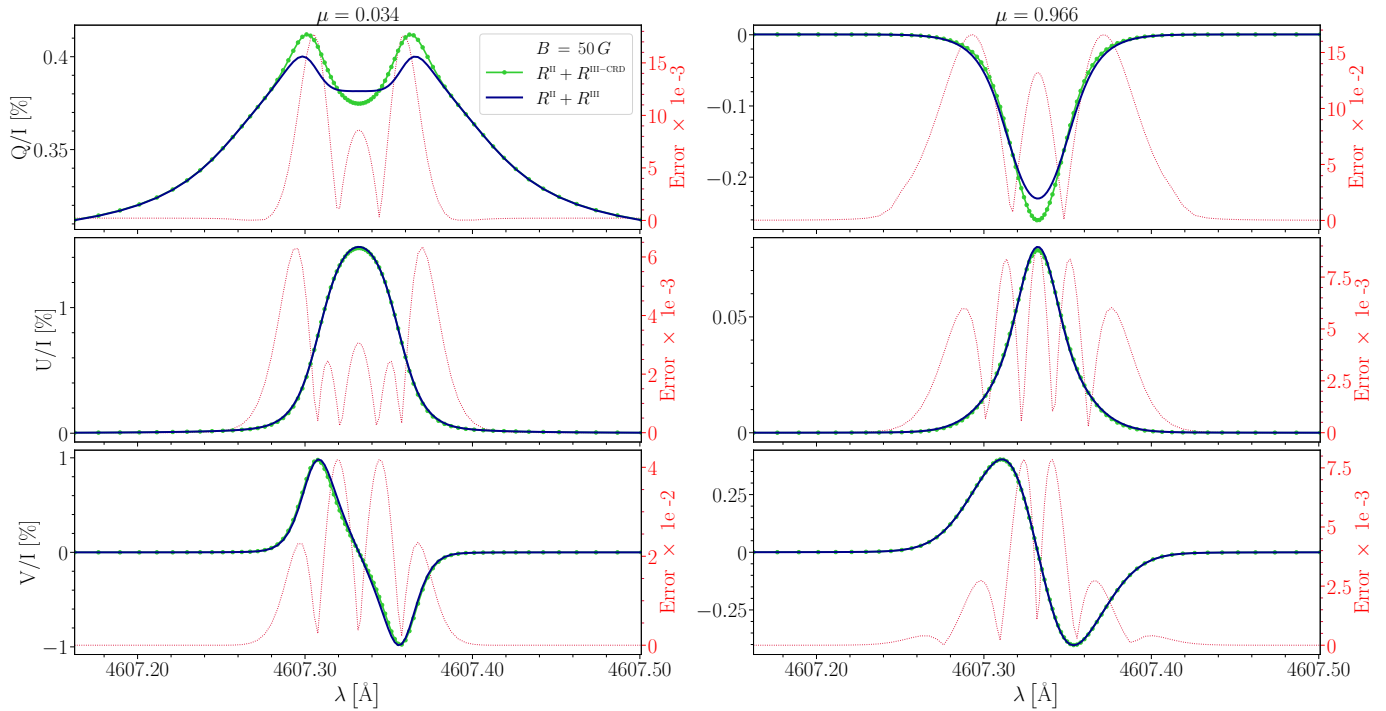 μ = 0.034
μ = 0.966
B = 50 G
R^II + R^III−CRD
R^II + R^III
Q/I [%]
0.4
0.35
15
10
5
0
Error × 1e -3
0
−0.1
−0.2
15
10
5
0
Error × 1e -2
U/I [%]
1
0
6
4
2
0
Error × 1e -3
0.05
0
7.5
5
2.5
0
Error × 1e -3
V/I [%]
1
0
−1
4
2
0
Error × 1e -2
0.25
0
−0.25
7.5
5
2.5
0
Error × 1e -3
4607.20
4607.30
4607.40
4607.50
λ [Å]
4607.20
4607.30
4607.40
4607.50
λ [Å]